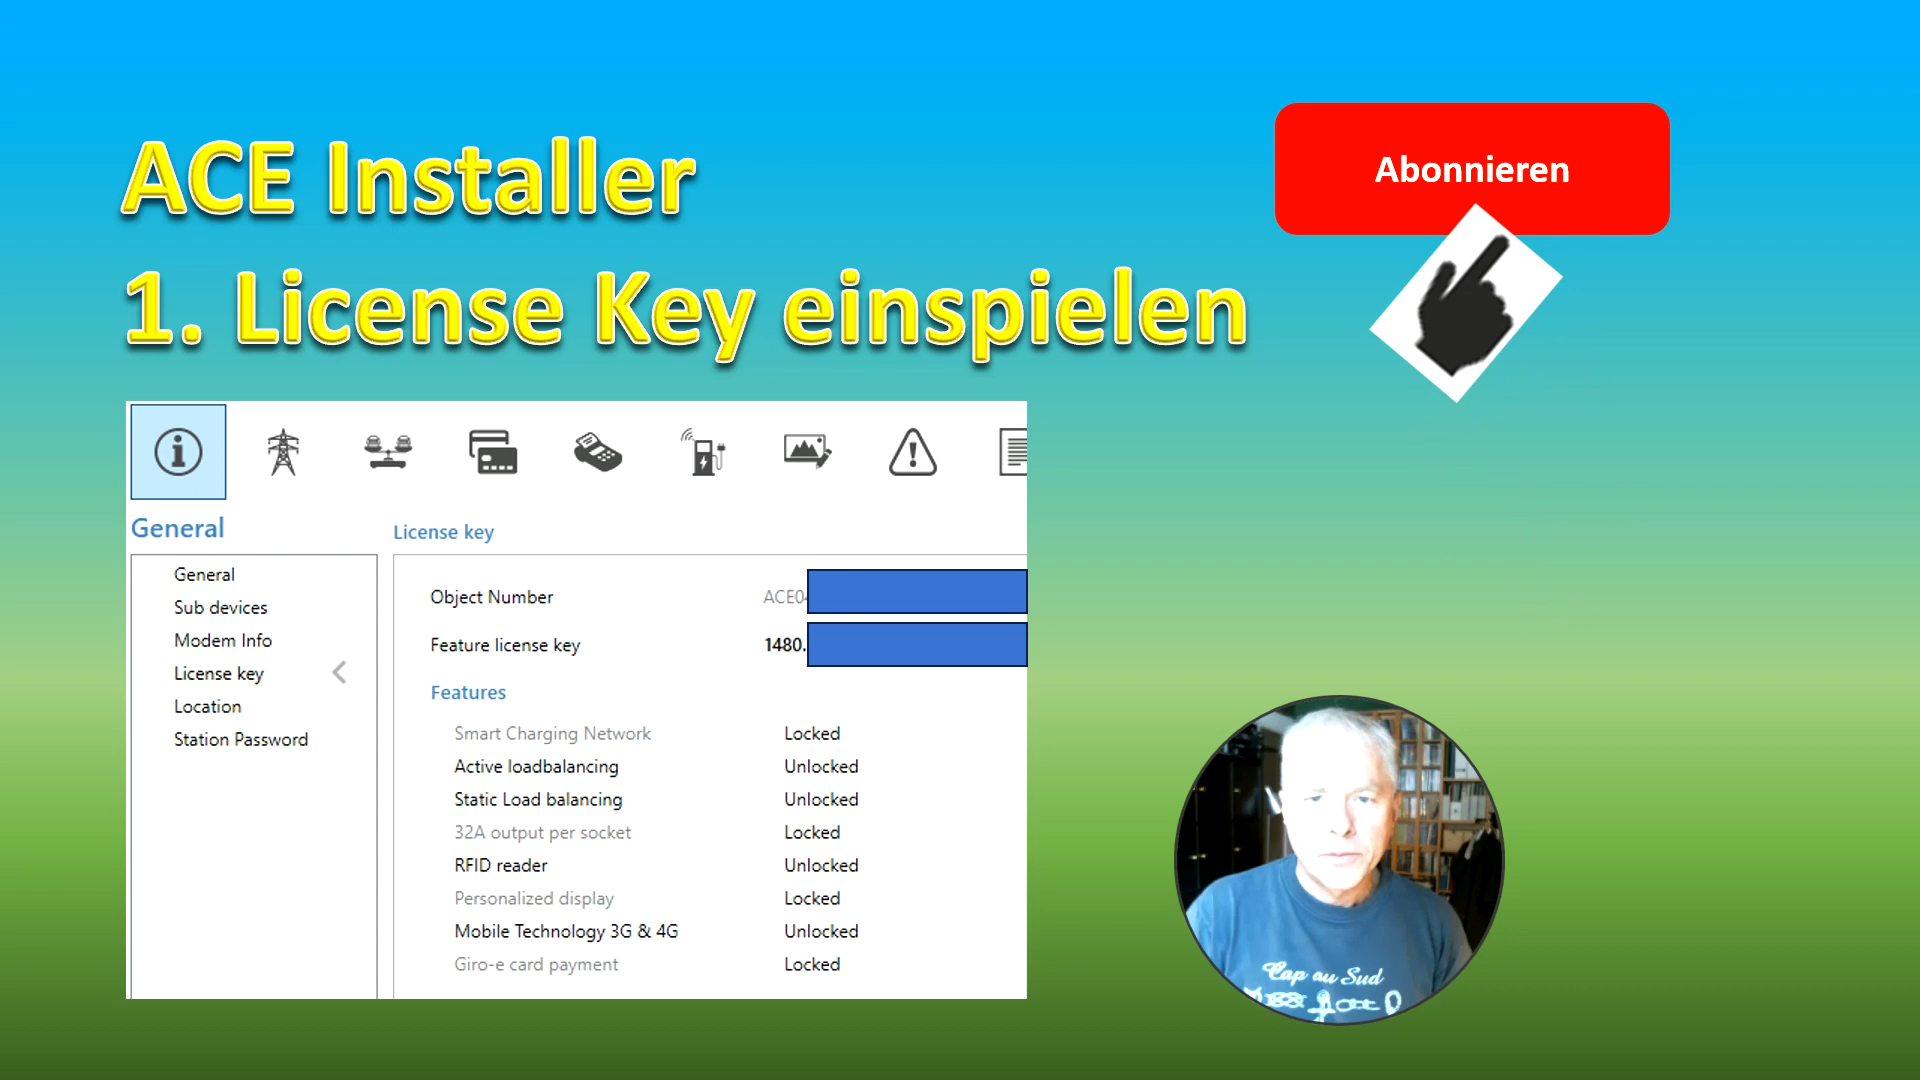 ACE Installer
1. License Key einspielen
Abonnieren
General
General
Sub devices
Modem Info
License key
Location
Station Password
License key
Object Number ACE0
Feature license key 1480.
Features
Smart Charging Network Locked
Active loadbalancing Unlocked
Static Load balancing Unlocked
32A output per socket Locked
RFID reader Unlocked
Personalized display Locked
Mobile Technology 3G & 4G Unlocked
Giro-e card payment Locked
Cap au Sud